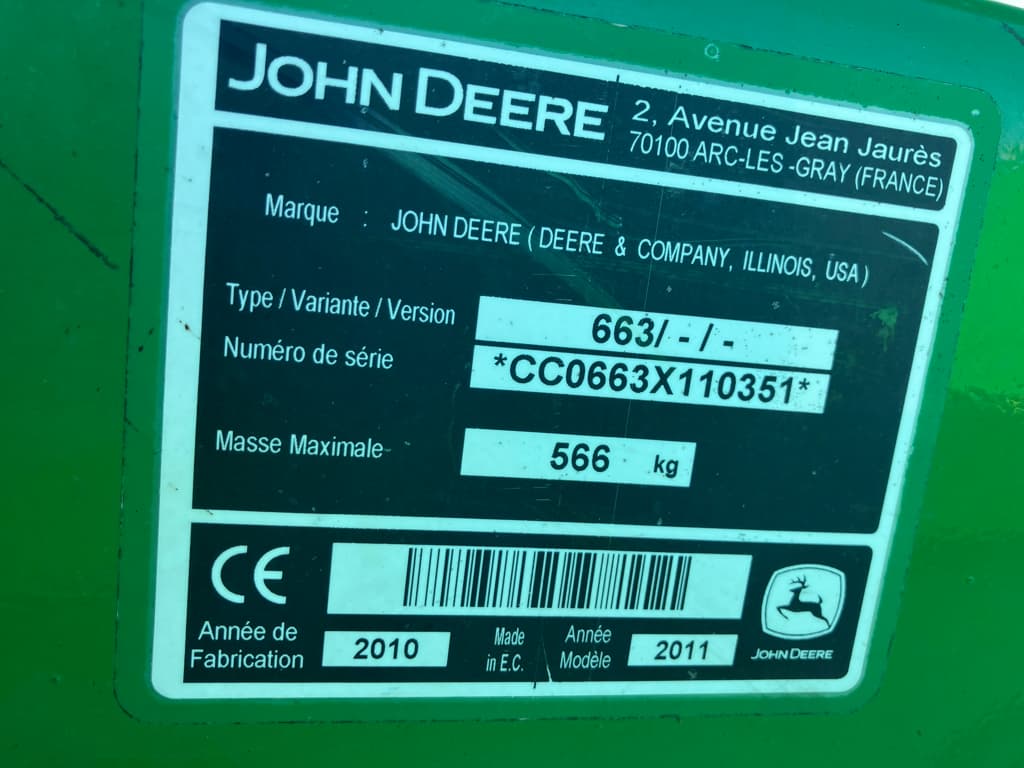 JOHN DEERE
2, Avenue Jean Jaurès
70100 ARC-LES -GRAY (FRANCE)
Marque : JOHN DEERE ( DEERE & COMPANY, ILLINOIS, USA )
Type / Variante / Version 663/ - / -
Numéro de série *CC0663X110351*
Masse Maximale 566 kg
CE
Année de Fabrication 2010
Made in E.C.
Année Modèle 2011
JOHN DEERE